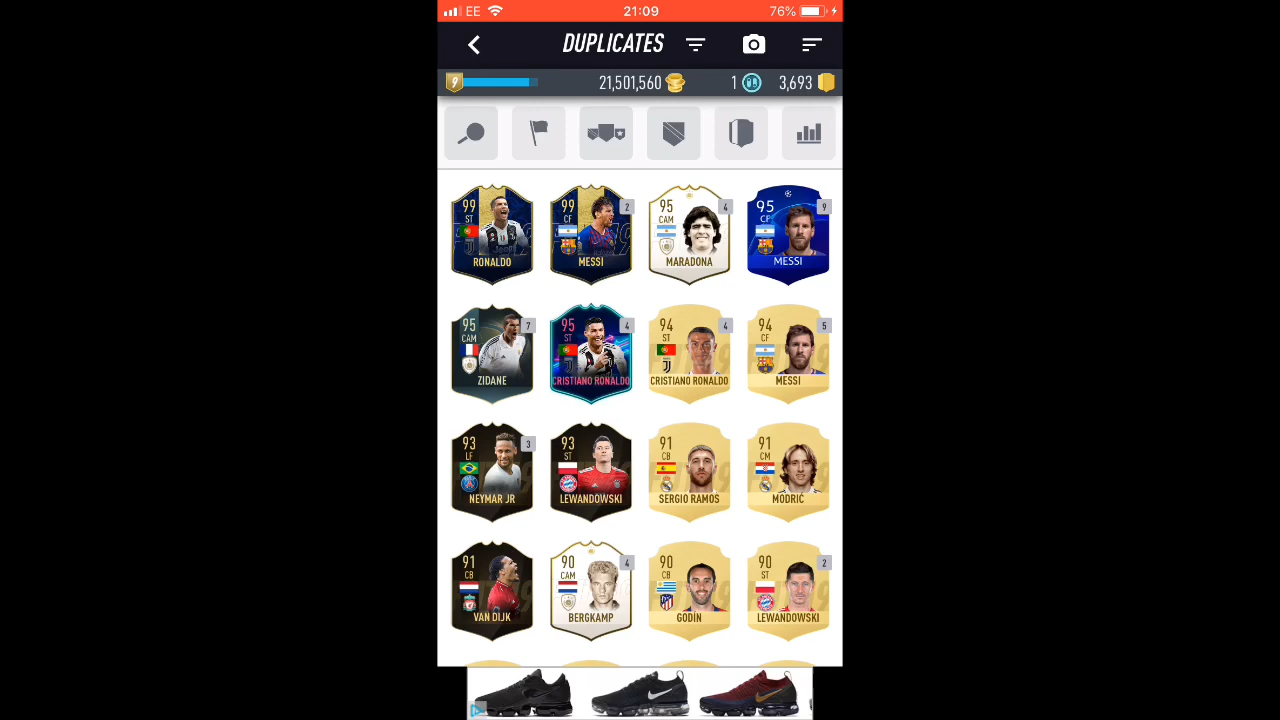 EE 21:09 76%
DUPLICATES
9 21,501,560 1 3,693
99 99 2 95 4 95 9
ST CF CAM CF
RONALDO MESSI MARADONA MESSI
95 7 95 4 94 4 94 5
CAM ST ST CF
ZIDANE CRISTIANO RONALDO CRISTIANO RONALDO MESSI
93 3 93 91 91
LF ST CB CM
NEYMAR JR LEWANDOWSKI SERGIO RAMOS MODRIĆ
91 90 4 90 90 2
CB CAM CB ST
VAN DIJK BERGKAMP GODÍN LEWANDOWSKI